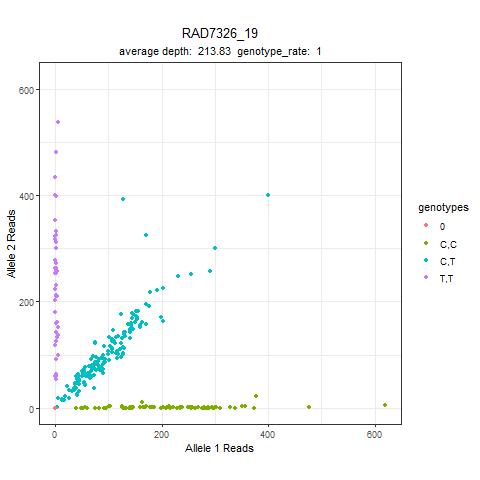 RAD7326_19
average depth:  213.83  genotype_rate:  1
600
400
200
0
Allele 2 Reads
0
200
400
600
Allele 1 Reads
genotypes
0
C,C
C,T
T,T